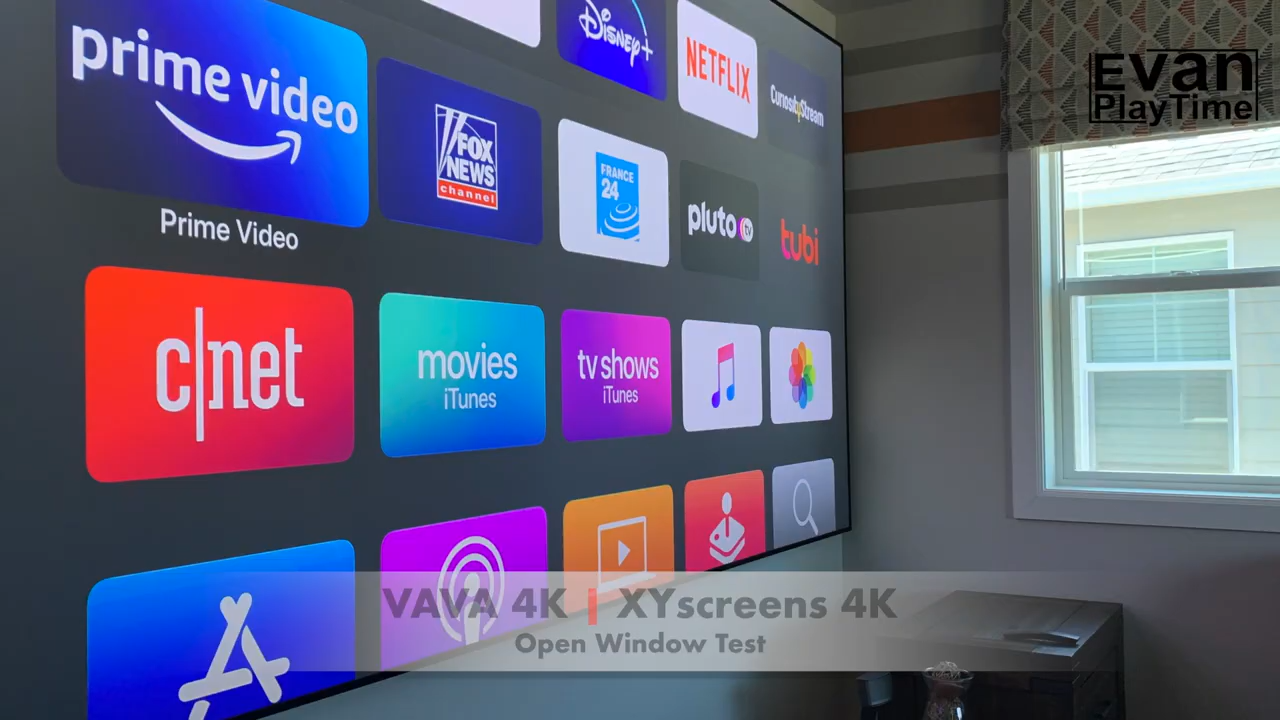 prime video
Prime Video
FOX
NEWS
channel
FRANCE
24
Disney+
NETFLIX
CuriosityStream
pluto tv
tubi
c|net
movies
iTunes
tv shows
iTunes
Evan
PlayTime
VAVA 4K | XYscreens 4K
Open Window Test